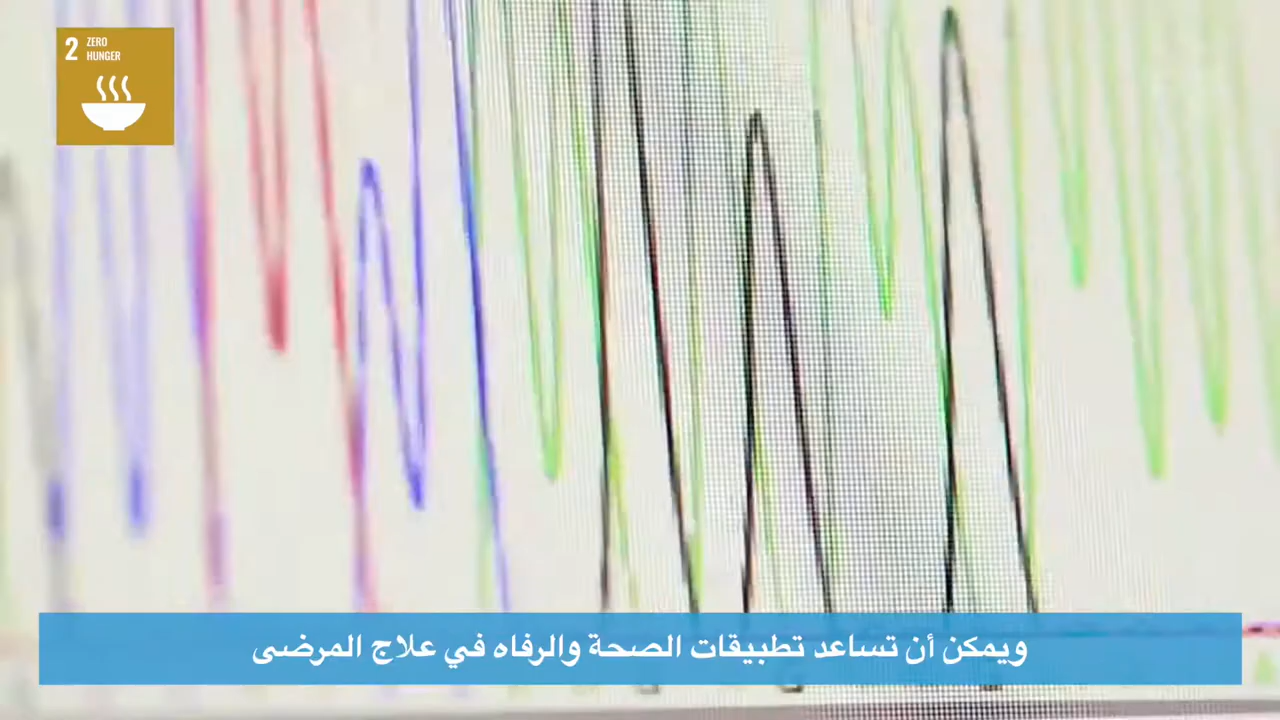 2 ZERO
HUNGER
ويمكن أن تساعد تطبيقات الصحة والرفاه في علاج المرضى